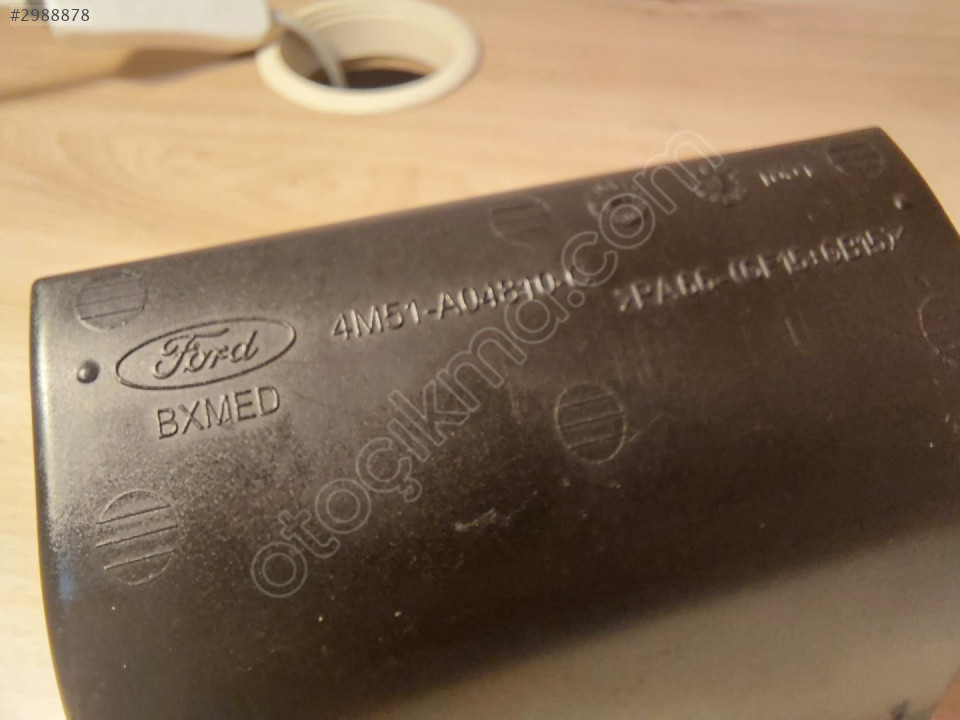 #2988878
Ford
4M51-A04810-
>PA66-(GF15+GB15)<
BXMED
otoçıkma.com